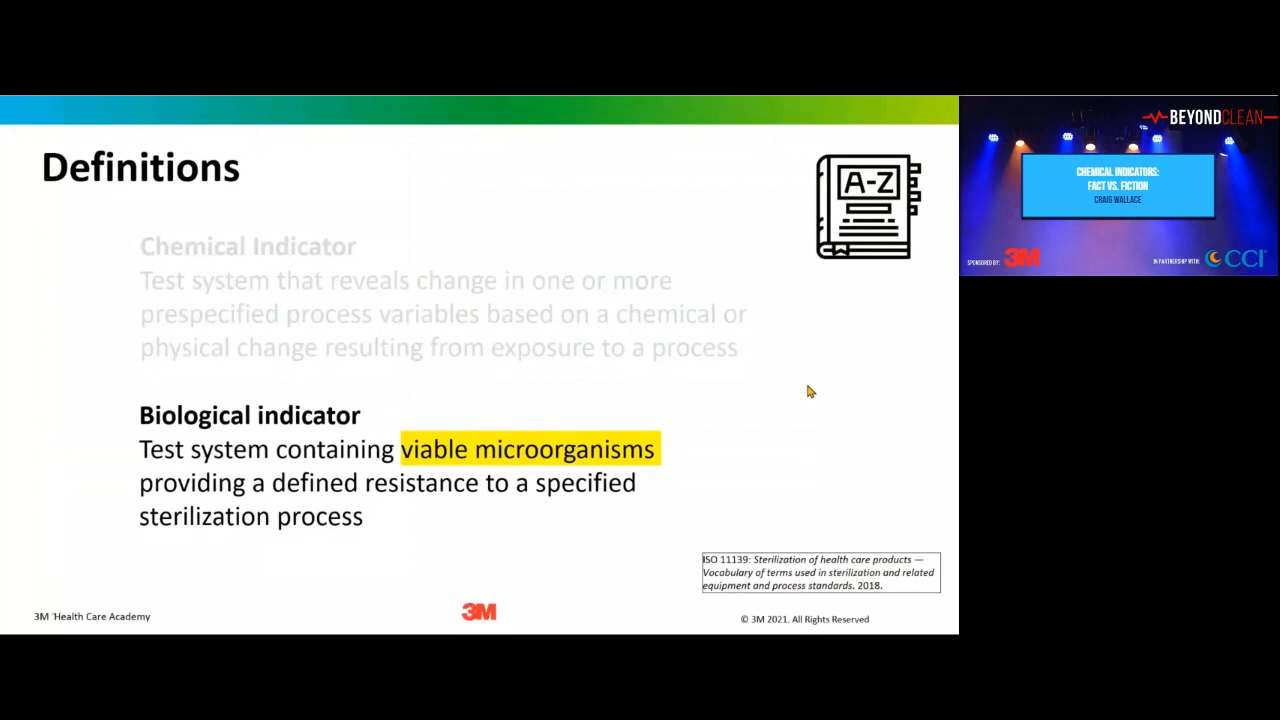 Definitions
A-Z
Chemical Indicator
Test system that reveals change in one or more
prespecified process variables based on a chemical or
physical change resulting from exposure to a process
Biological indicator
Test system containing viable microorganisms
providing a defined resistance to a specified
sterilization process
ISO 11139: Sterilization of health care products —
Vocabulary of terms used in sterilization and related
equipment and process standards. 2018.
3M Health Care Academy
3M
© 3M 2021. All Rights Reserved
BEYONDCLEAN
CHEMICAL INDICATORS:
FACT VS. FICTION
CRAIG WALLACE
SPONSORED BY: 3M
IN PARTNERSHIP WITH: CCI